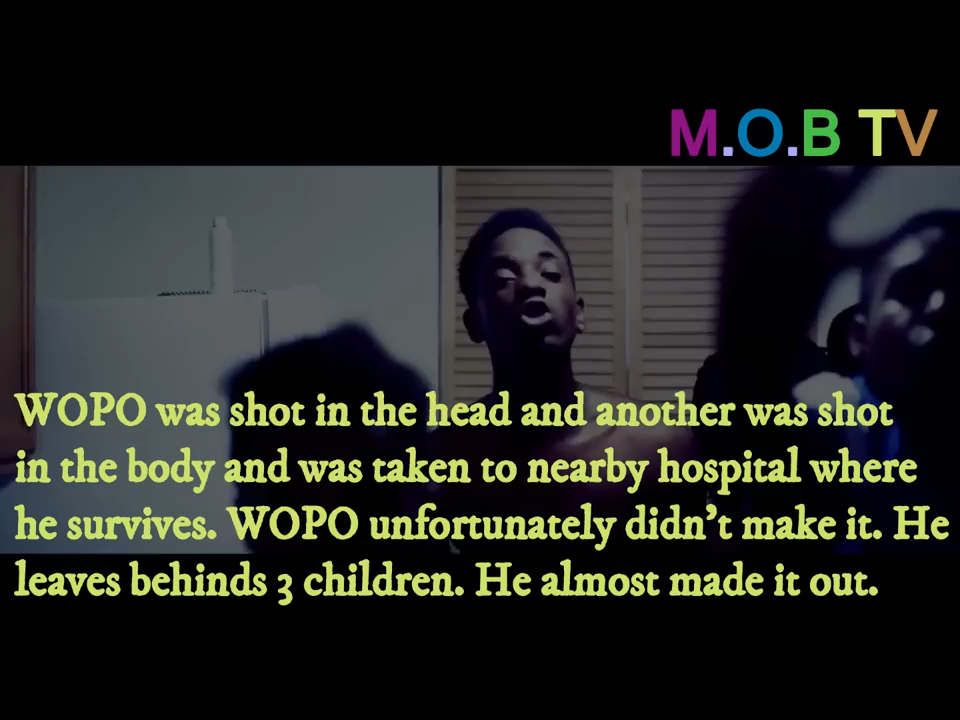 M.O.B TV
WOPO was shot in the head and another was shot
in the body and was taken to nearby hospital where
he survives. WOPO unfortunately didn't make it. He
leaves behinds 3 children. He almost made it out.